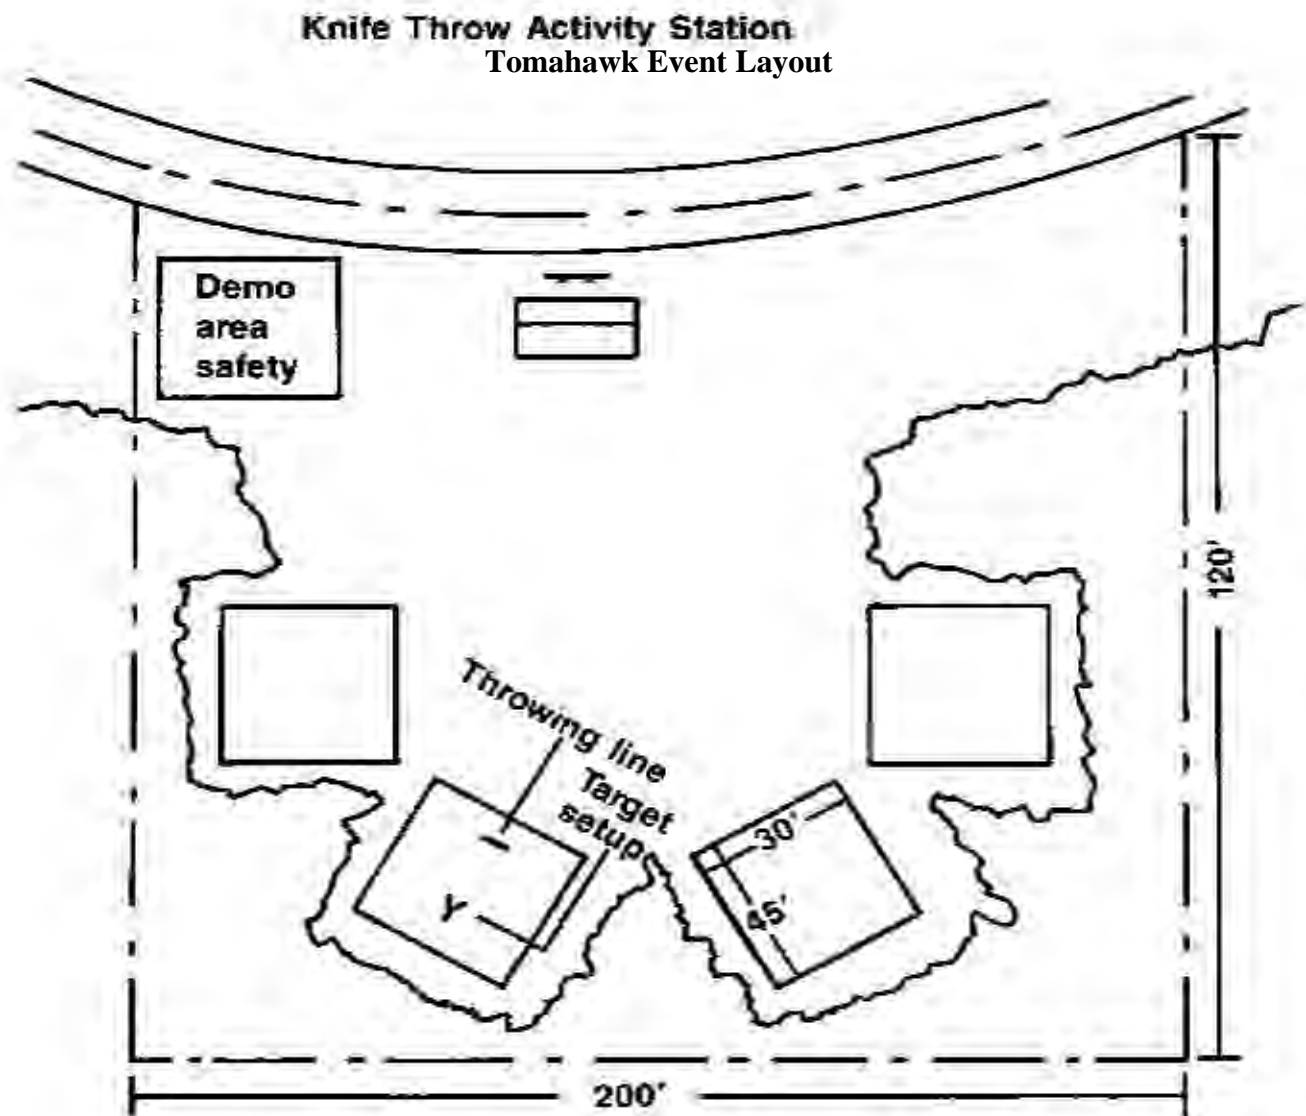 Knife Throw Activity Station
Tomahawk Event Layout
Demo
area
safety
120'
Throwing line
Target
setup
30'
45'
Y
200'